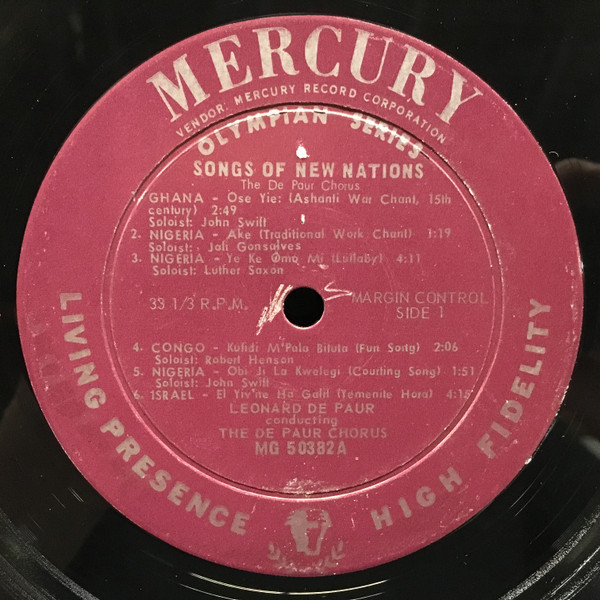 MERCURY
VENDOR. MERCURY RECORD CORPORATION
OLYMPIAN SERIES
SONGS OF NEW NATIONS
The De Paur Chorus
1. GHANA - Ose Yie: (Ashanti War Chant, 15th
century) 2:49
Soloist: John Swift
2. NIGERIA - Ake (Traditional Work Chant) 1:19
Soloist: Jali Gonsalves
3. NIGERIA - Ye Ke Omo Mi (LullaBy) 4:11
Soloist: Luther Saxon
33 1/3 R.P.M.
MARGIN CONTROL
SIDE 1
4. CONGO - Kufidi M'Pala Bituta (Fun Song) 2:06
Soloist: Robert Henson
5. NIGERIA - Obi Ji La Kwelegi (Courting Song) 1:51
Soloist: John Swift
6. ISRAEL - El Yiv'ne Ha Galil (Yemenite Hora) 4:15
LEONARD DE PAUR
conducting
THE DE PAUR CHORUS
MG 50382A
LIVING PRESENCE
HIGH FIDELITY